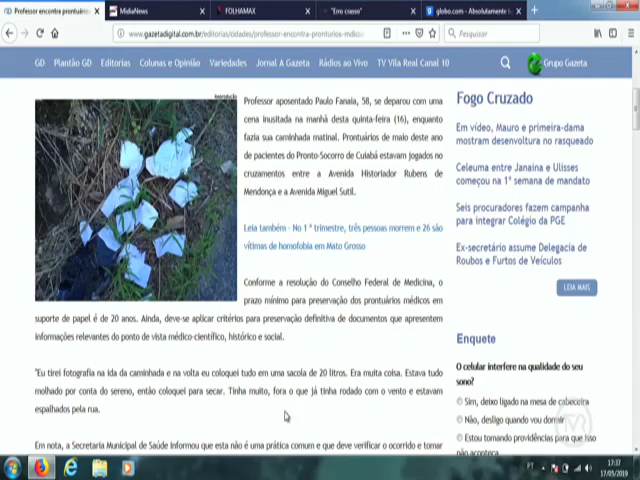 Professor encontra prontuário
MidiaNews
FOLHAMAX
"Erro crasso"
globo.com - Absolutamente t
www.gazetadigital.com.br/editorias/cidades/professor-encontra-pronturios-mdico
Pesquisar
GD Plantão GD Editorias Colunas e Opinião Variedades Jornal A Gazeta Rádios ao Vivo TV Vila Real Canal 10 Grupo Gazeta
Reprodução
Professor aposentado Paulo Fanaia, 58, se deparou com uma
cena inusitada na manhã desta quinta-feira (16), enquanto
fazia sua caminhada matinal. Prontuários de maio deste ano
de pacientes do Pronto-Socorro de Cuiabá estavam jogados no
cruzamentos entre a Avenida Historiador Rubens de
Mendonça e a Avenida Miguel Sutil.
Leia também - No 1º trimestre, três pessoas morrem e 26 são
vítimas de homofobia em Mato Grosso
Conforme a resolução do Conselho Federal de Medicina, o
prazo mínimo para preservação dos prontuários médicos em
suporte de papel é de 20 anos. Ainda, deve-se aplicar critérios para preservação definitiva de documentos que apresentem
informações relevantes do ponto de vista médico-científico, histórico e social.
"Eu tirei fotografia na ida da caminhada e na volta eu coloquei tudo em uma sacola de 20 litros. Era muita coisa. Estava tudo
molhado por conta do sereno, então coloquei para secar. Tinha muito, fora o que já tinha rodado com o vento e estavam
espalhados pela rua.
Em nota, a Secretaria Municipal de Saúde informou que esta não é uma prática comum e que deve verificar o ocorrido e tomar
Fogo Cruzado
Em vídeo, Mauro e primeira-dama
mostram desenvoltura no rasqueado
Celeuma entre Janaina e Ulisses
começou na 1ª semana de mandato
Seis procuradores fazem campanha
para integrar Colégio da PGE
Ex-secretário assume Delegacia de
Roubos e Furtos de Veículos
LEIA MAIS
Enquete
O celular interfere na qualidade do seu
sono?
Sim, deixo ligado na mesa de cabeceira
Não, desligo quando vou dormir
Estou tomando providências para que isso
não aconteça
PT
17:37
17/05/2019